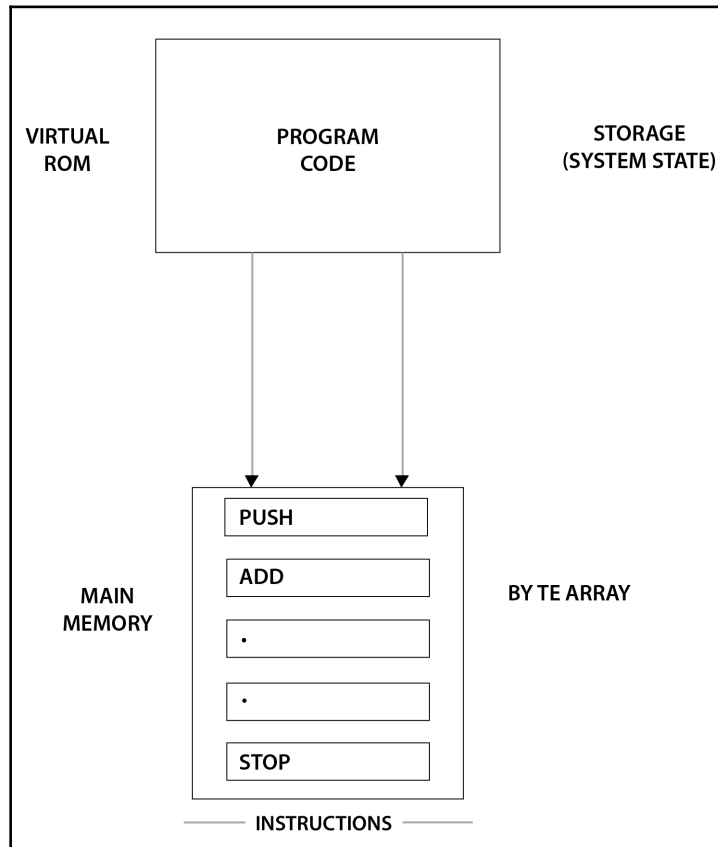 VIRTUAL
ROM
PROGRAM
CODE
STORAGE
(SYSTEM STATE)
MAIN
MEMORY
PUSH
ADD
.
.
STOP
BY TE ARRAY
INSTRUCTIONS